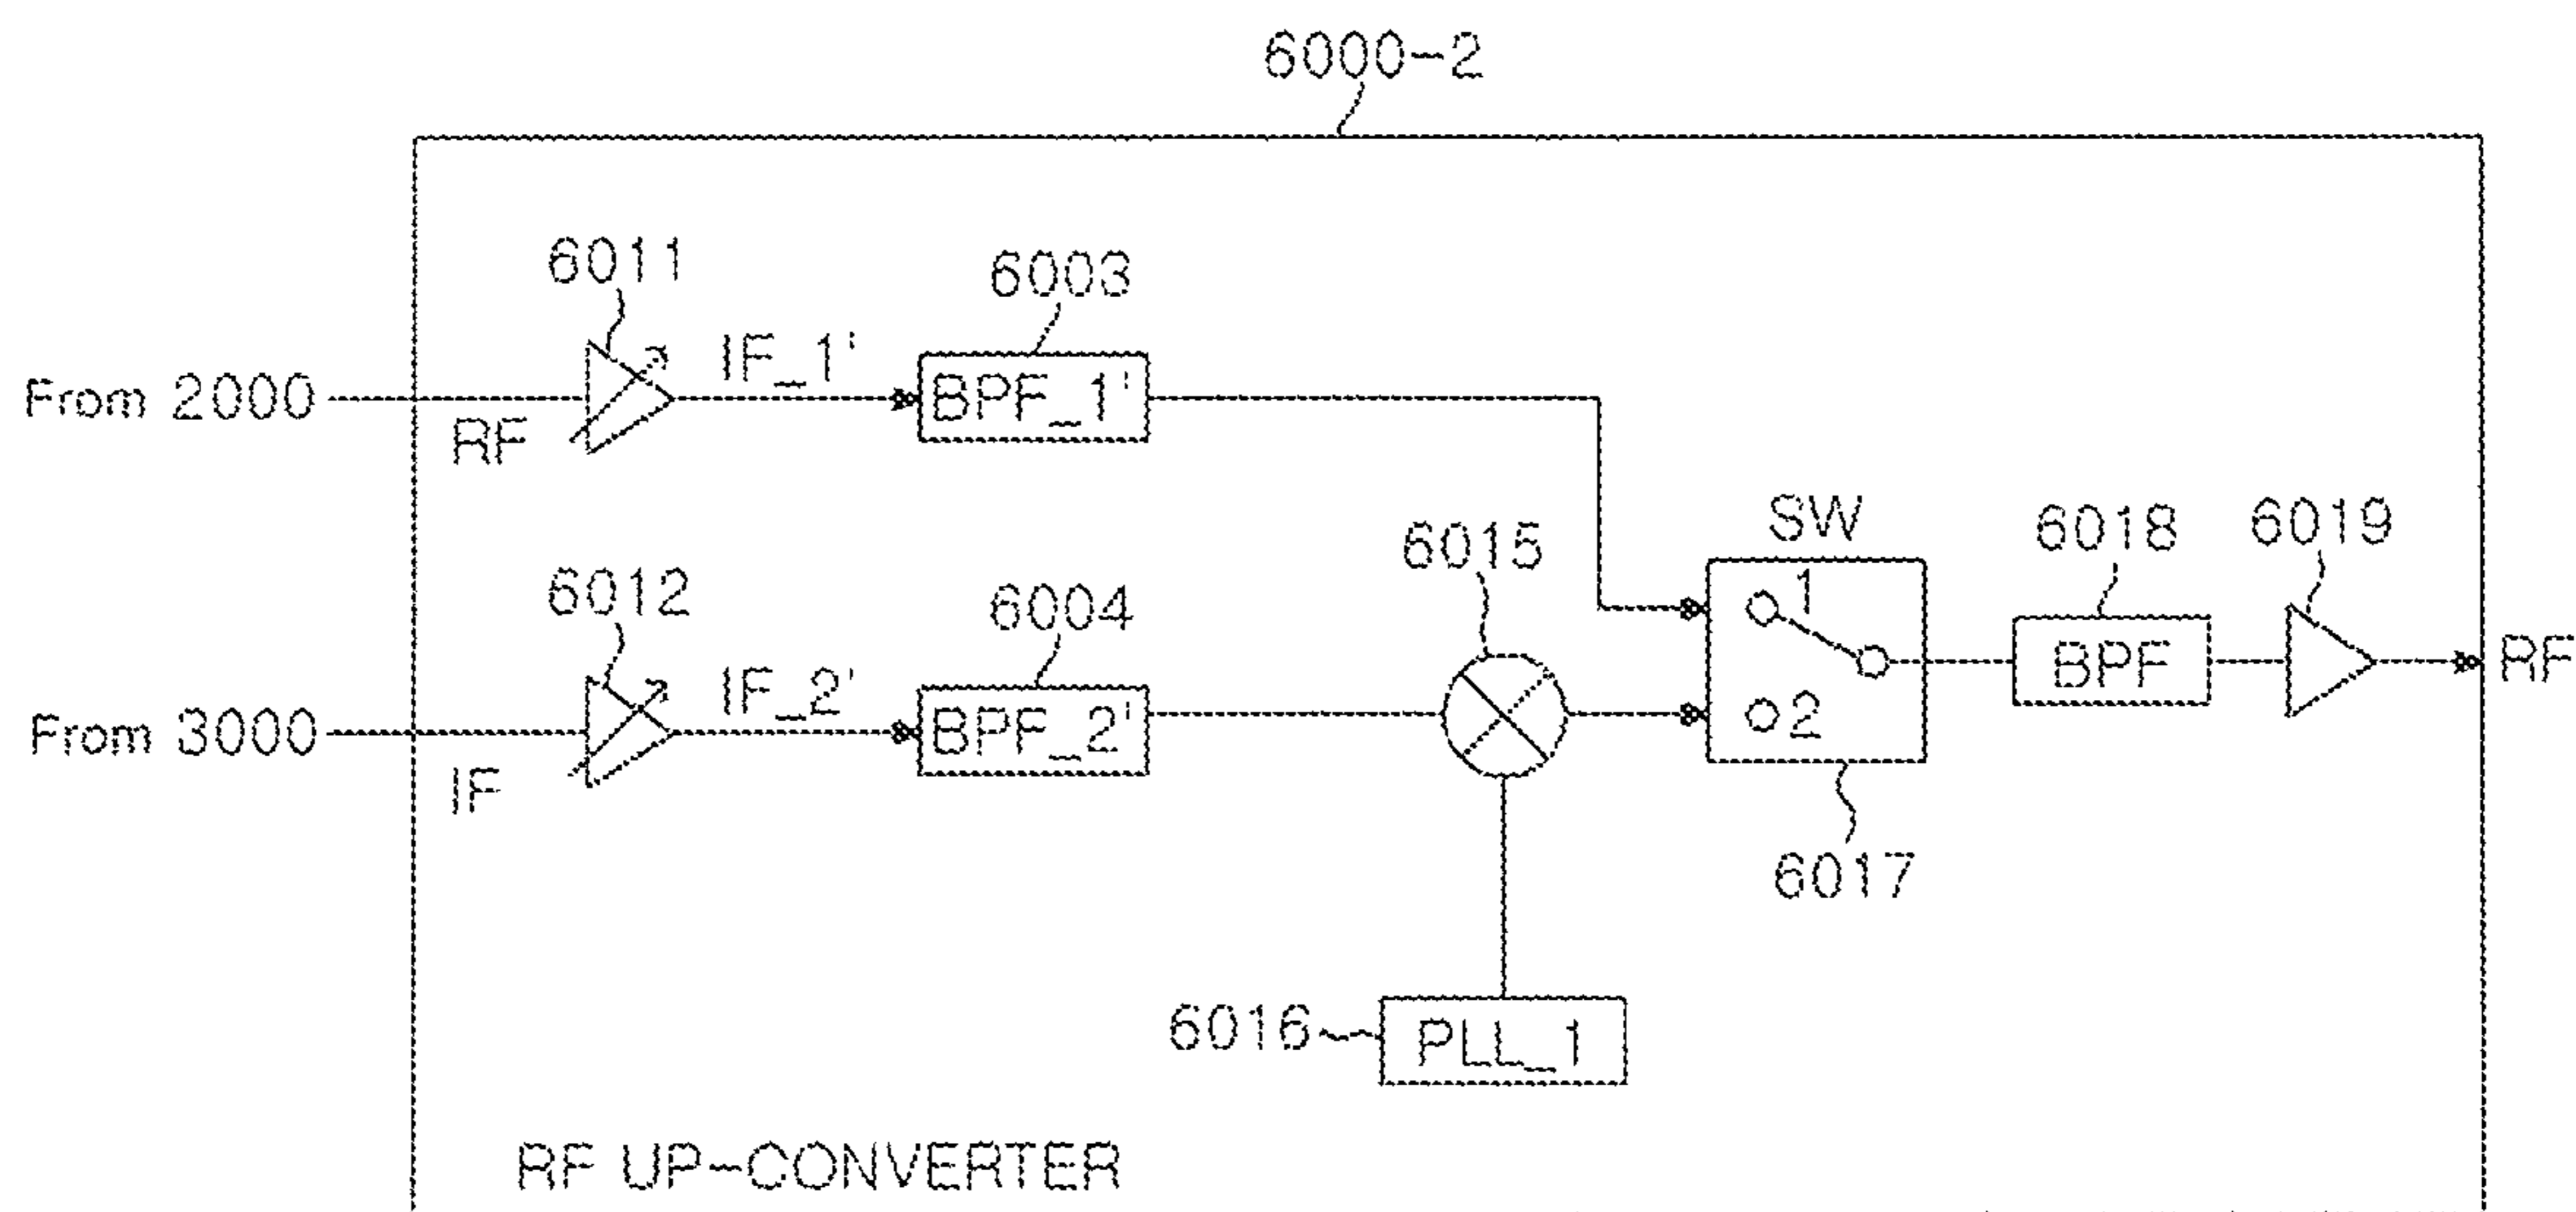 6000-2
6011
IF_1'
6003
BPF_1'
From 2000
RF
6012
IF_2'
6004
BPF_2'
From 3000
IF
6015
SW
1
2
6017
6018
BPF
6019
RF
6016
PLL_1
RF UP-CONVERTER